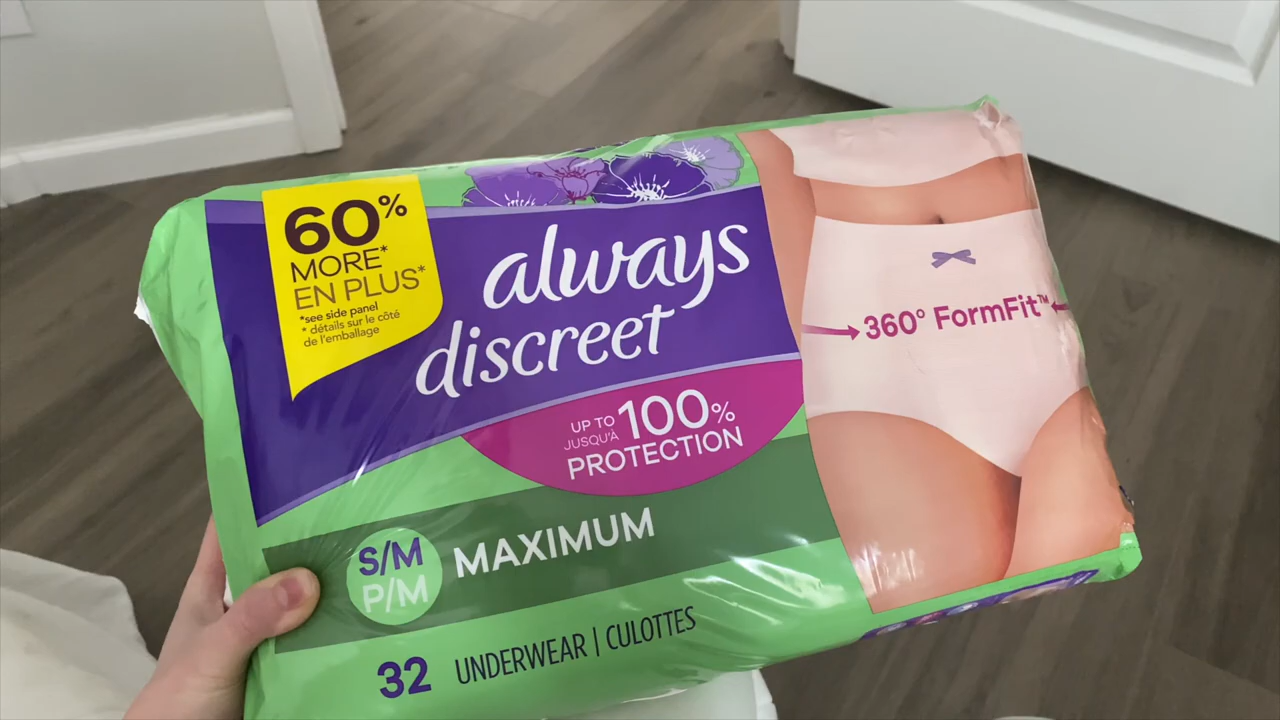 60%
MORE*
EN PLUS*
*see side panel
* détails sur le côté
de l'emballage
always
discreet
UP TO
JUSQU'À
100%
PROTECTION
360° FormFit™
S/M
P/M
MAXIMUM
32 UNDERWEAR | CULOTTES